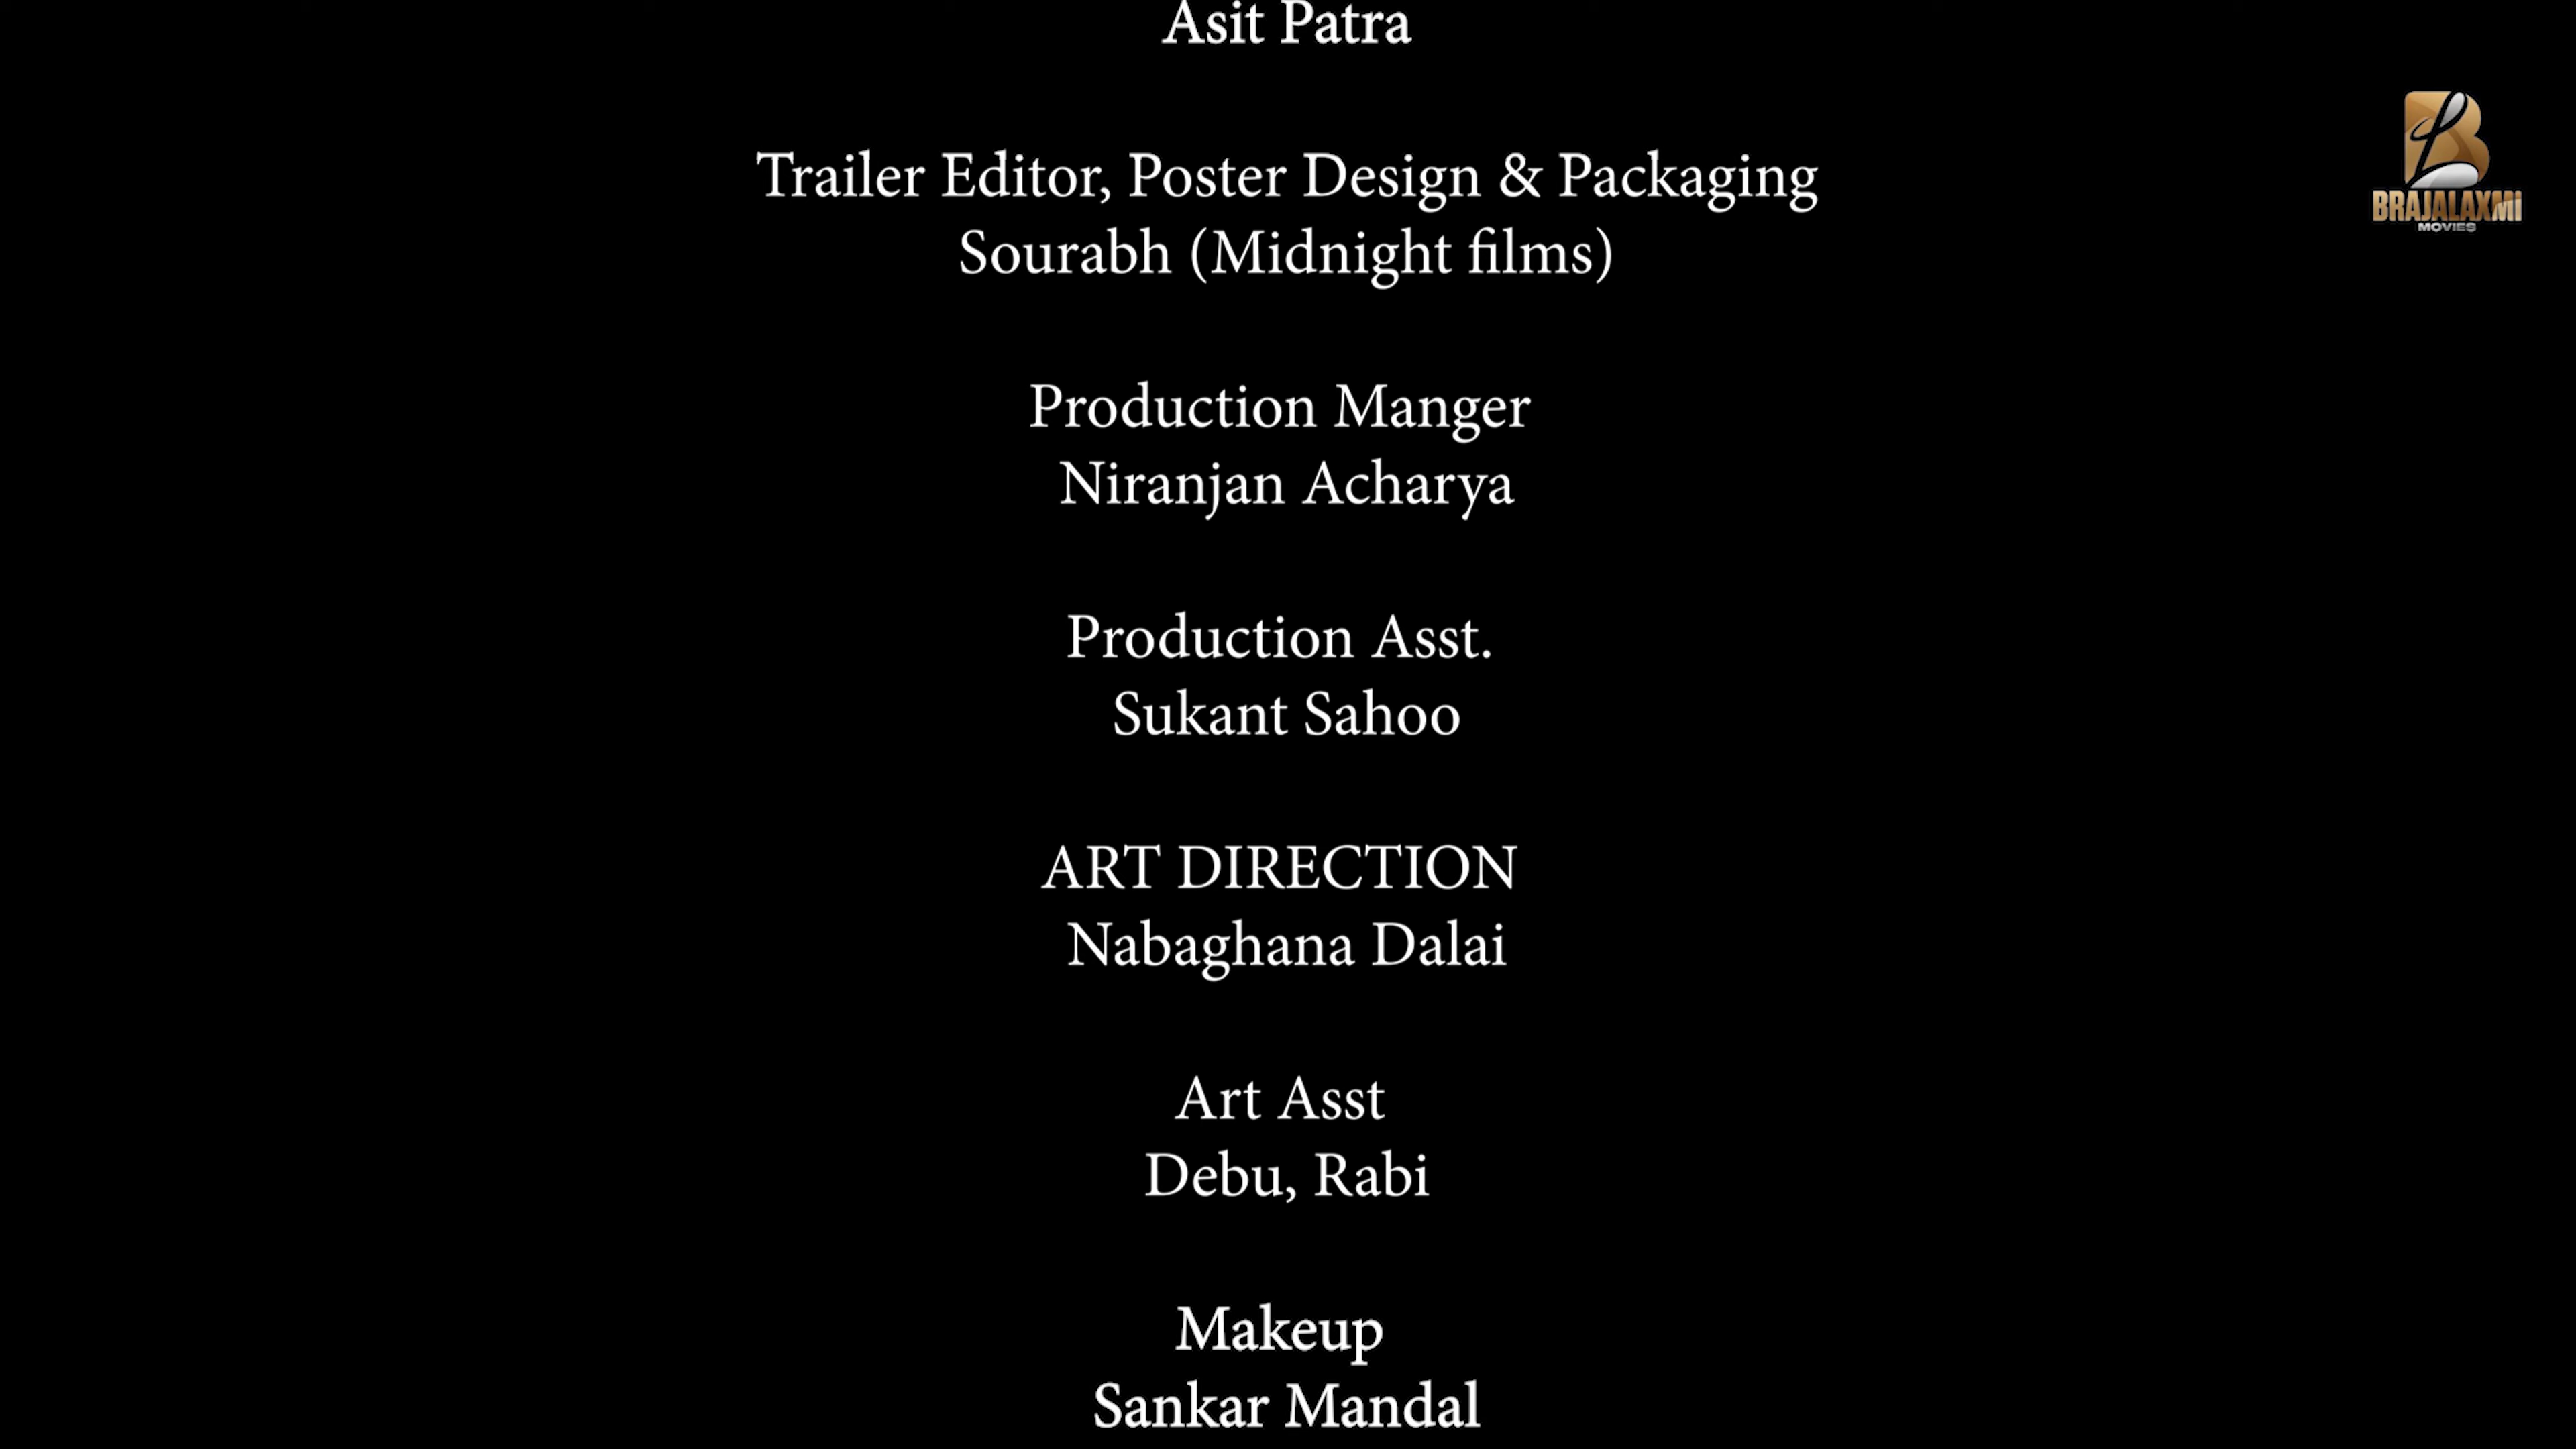 Asit Patra
Trailer Editor, Poster Design & Packaging
Sourabh (Midnight films)
Production Manger
Niranjan Acharya
Production Asst.
Sukant Sahoo
ART DIRECTION
Nabaghana Dalai
Art Asst
Debu, Rabi
Makeup
Sankar Mandal
BRAJALAXMI
MOVIES